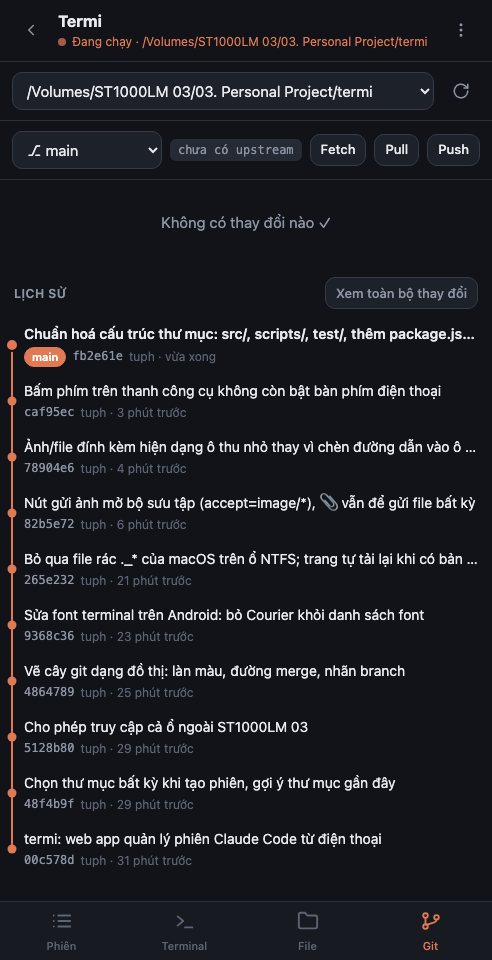 Termi
Đang chạy · /Volumes/ST1000LM 03/03. Personal Project/termi
/Volumes/ST1000LM 03/03. Personal Project/termi
main
chưa có upstream
Fetch
Pull
Push
Không có thay đổi nào ✓
LỊCH SỬ
Xem toàn bộ thay đổi
Chuẩn hoá cấu trúc thư mục: src/, scripts/, test/, thêm package.js...
main fb2e61e tuph · vừa xong
Bấm phím trên thanh công cụ không còn bật bàn phím điện thoại
caf95ec tuph · 3 phút trước
Ảnh/file đính kèm hiện dạng ô thu nhỏ thay vì chèn đường dẫn vào ô ...
78904e6 tuph · 4 phút trước
Nút gửi ảnh mở bộ sưu tập (accept=image/*), 📎 vẫn để gửi file bất kỳ
82b5e72 tuph · 6 phút trước
Bỏ qua file rác ._* của macOS trên ổ NTFS; trang tự tải lại khi có bản ...
265e232 tuph · 21 phút trước
Sửa font terminal trên Android: bỏ Courier khỏi danh sách font
9368c36 tuph · 23 phút trước
Vẽ cây git dạng đồ thị: làn màu, đường merge, nhãn branch
4864789 tuph · 25 phút trước
Cho phép truy cập cả ổ ngoài ST1000LM 03
5128b80 tuph · 29 phút trước
Chọn thư mục bất kỳ khi tạo phiên, gợi ý thư mục gần đây
48f4b9f tuph · 29 phút trước
termi: web app quản lý phiên Claude Code từ điện thoại
00c578d tuph · 31 phút trước
Phiên
Terminal
File
Git